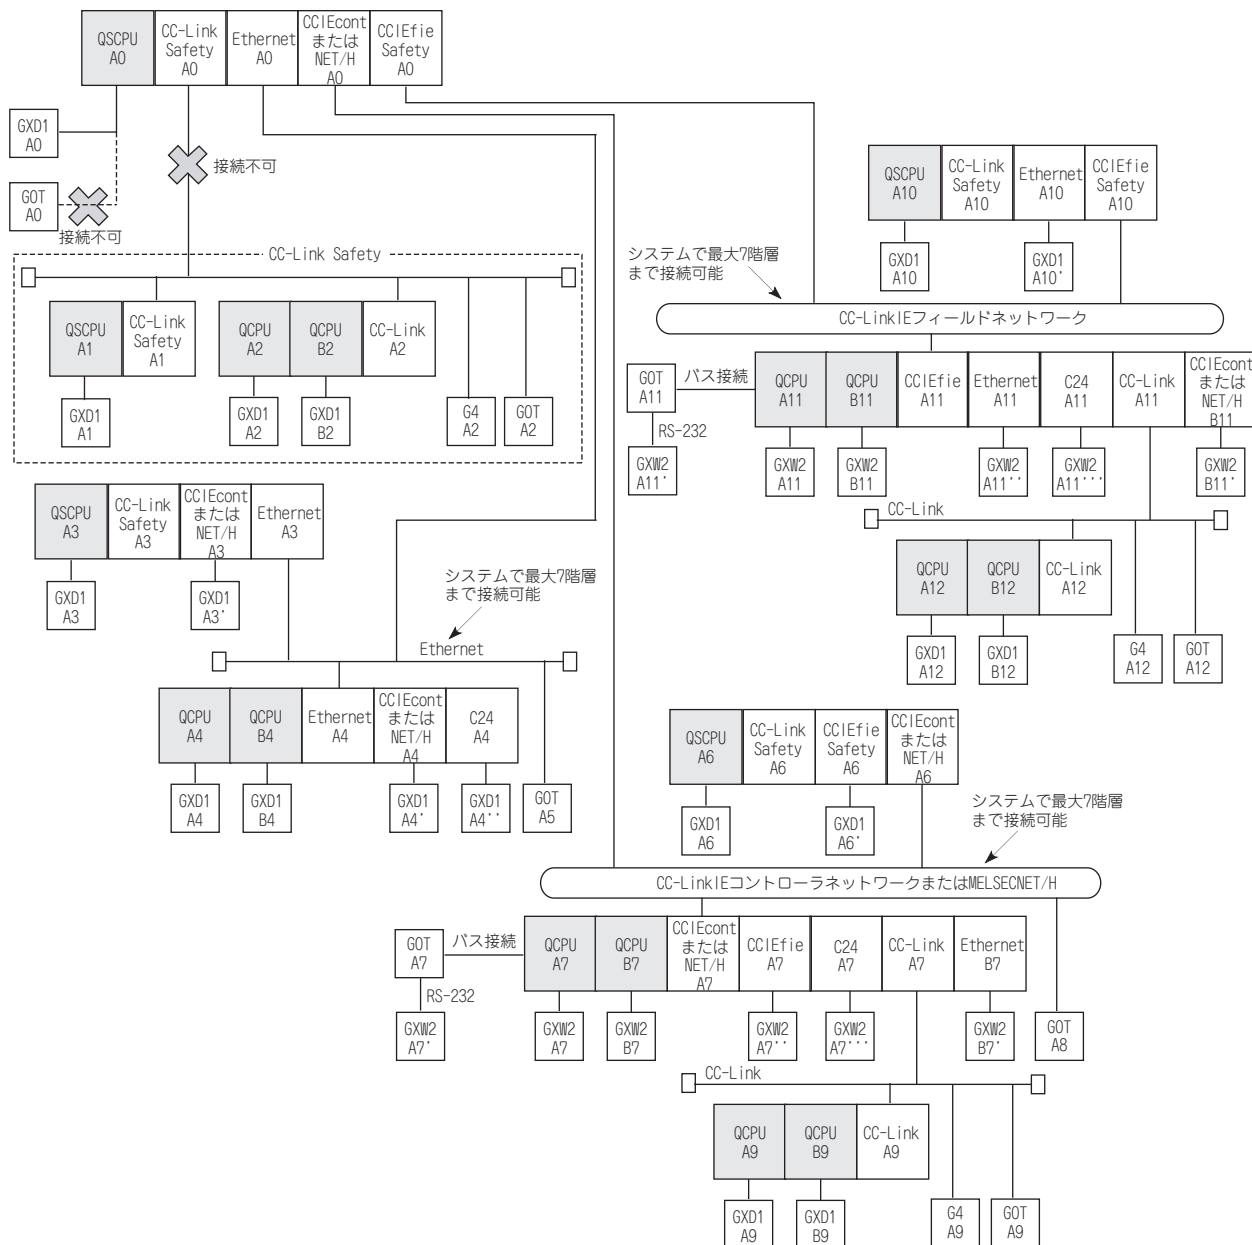 QSCPU
A0
CC-Link
Safety
A0
Ethernet
A0
CCIEcont
または
NET/H
A0
CCIEfie
Safety
A0
GXD1
A0
GOT
A0
接続不可
接続不可
CC-Link Safety
QSCPU
A1
CC-Link
Safety
A1
QCPU
A2
QCPU
B2
CC-Link
A2
GXD1
A1
GXD1
A2
GXD1
B2
G4
A2
GOT
A2
QSCPU
A10
CC-Link
Safety
A10
Ethernet
A10
CCIEfie
Safety
A10
GXD1
A10
GXD1
A10'
システムで最大7階層
まで接続可能
CC-LinkIEフィールドネットワーク
GOT
A11
バス接続
RS-232
GXW2
A11'
QCPU
A11
QCPU
B11
CCIEfie
A11
Ethernet
A11
C24
A11
CC-Link
A11
CCIEcont
または
NET/H
B11
GXW2
A11
GXW2
B11
GXW2
A11''
GXW2
A11'''
GXW2
B11'
CC-Link
QCPU
A12
QCPU
B12
CC-Link
A12
GXD1
A12
GXD1
B12
G4
A12
GOT
A12
QSCPU
A3
CC-Link
Safety
A3
CCIEcont
または
NET/H
A3
Ethernet
A3
GXD1
A3
GXD1
A3'
システムで最大7階層
まで接続可能
Ethernet
QCPU
A4
QCPU
B4
Ethernet
A4
CCIEcont
または
NET/H
A4
C24
A4
GXD1
A4
GXD1
B4
GXD1
A4'
GXD1
A4''
GOT
A5
QSCPU
A6
CC-Link
Safety
A6
CCIEfie
Safety
A6
CCIEcont
または
NET/H
A6
GXD1
A6
GXD1
A6'
システムで最大7階層
まで接続可能
CC-LinkIEコントローラネットワークまたはMELSECNET/H
GOT
A7
バス接続
RS-232
GXW2
A7'
QCPU
A7
QCPU
B7
CCIEcont
または
NET/H
A7
CCIEfie
A7
C24
A7
CC-Link
A7
Ethernet
B7
GXW2
A7
GXW2
B7
GXW2
A7''
GXW2
A7'''
GXW2
B7'
GOT
A8
CC-Link
QCPU
A9
QCPU
B9
CC-Link
A9
GXD1
A9
GXD1
B9
G4
A9
GOT
A9